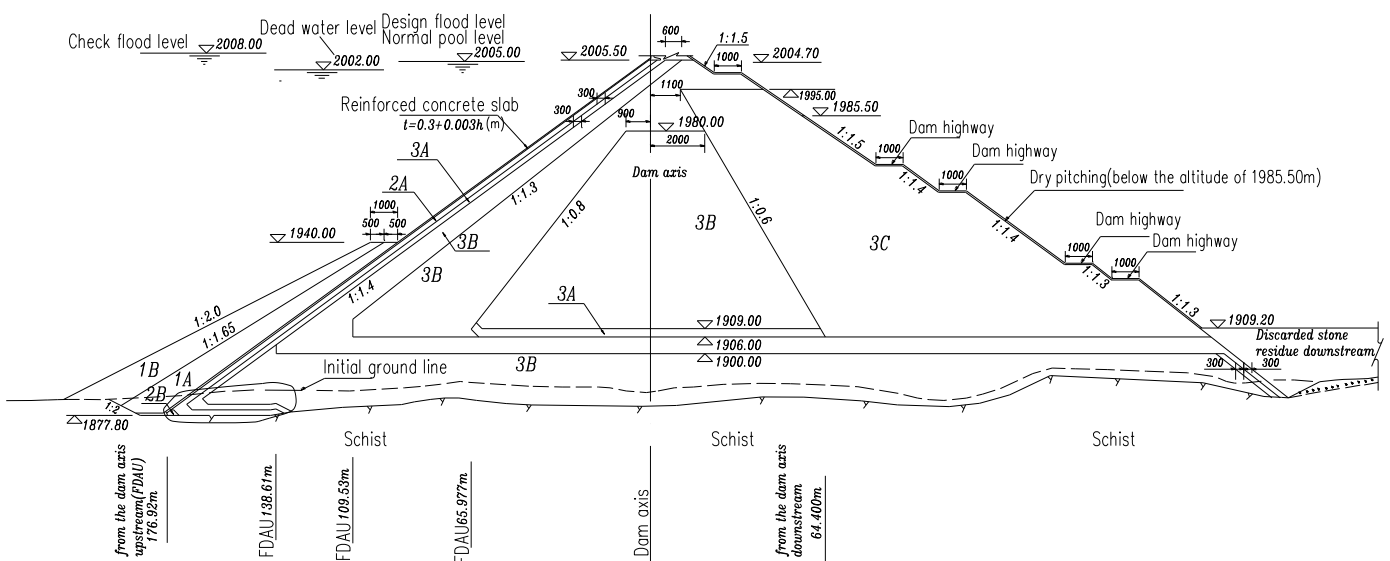 Check flood level
2008.00
Dead water level
2002.00
Design flood level
Normal pool level
2005.00
2005.50
600
1:1.5
1000
2004.70
Reinforced concrete slab
t=0.3+0.003h(m)
300
300
1100
1995.00
1985.50
900
1980.00
2000
Dam axis
1:1.5
1000
Dam highway
1:1.4
1000
Dam highway
Dry pitching(below the altitude of 1985.50m)
1:1.4
1000
Dam highway
1:1.3
1000
Dam highway
1:1.3
3A
2A
1:1.3
1000
500
500
1940.00
3B
3B
1:0.8
3B
1:0.6
3C
1:1.4
1:2.0
1:1.65
3A
1909.00
1906.00
1900.00
1909.20
Discarded stone
residue downstream
300
300
1B
1A
2B
1:2
3B
Initial ground line
1877.80
Schist
Schist
Schist
from the dam axis
upstream(FDAU)
176.92m
FDAU138.61m
FDAU109.53m
FDAU65.977m
Dam axis
from the dam axis
downstream
64.400m